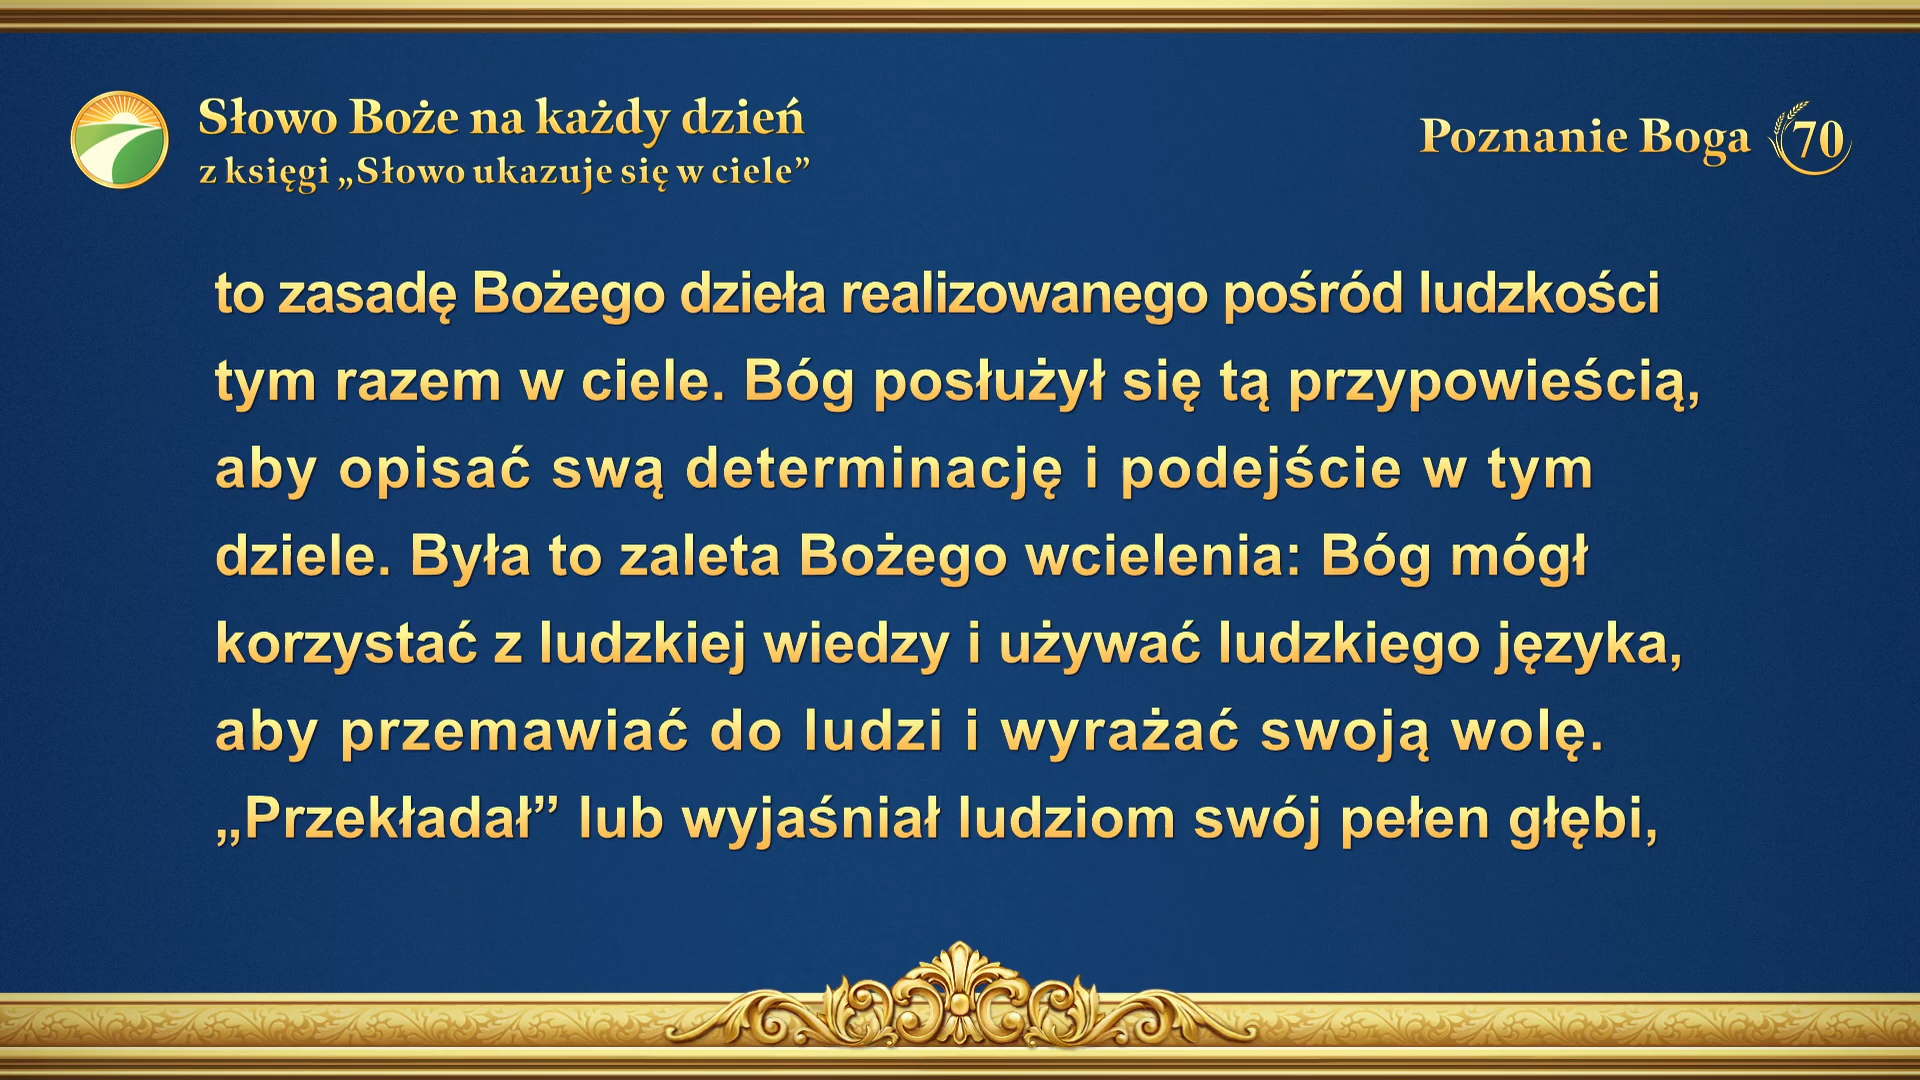 Słowo Boże na każdy dzień
z księgi „Słowo ukazuje się w ciele”
Poznanie Boga 70
to zasadę Bożego dzieła realizowanego pośród ludzkości
tym razem w ciele. Bóg posłużył się tą przypowieścią,
aby opisać swą determinację i podejście w tym
dziele. Była to zaleta Bożego wcielenia: Bóg mógł
korzystać z ludzkiej wiedzy i używać ludzkiego języka,
aby przemawiać do ludzi i wyrażać swoją wolę.
„Przekładał” lub wyjaśniał ludziom swój pełen głębi,